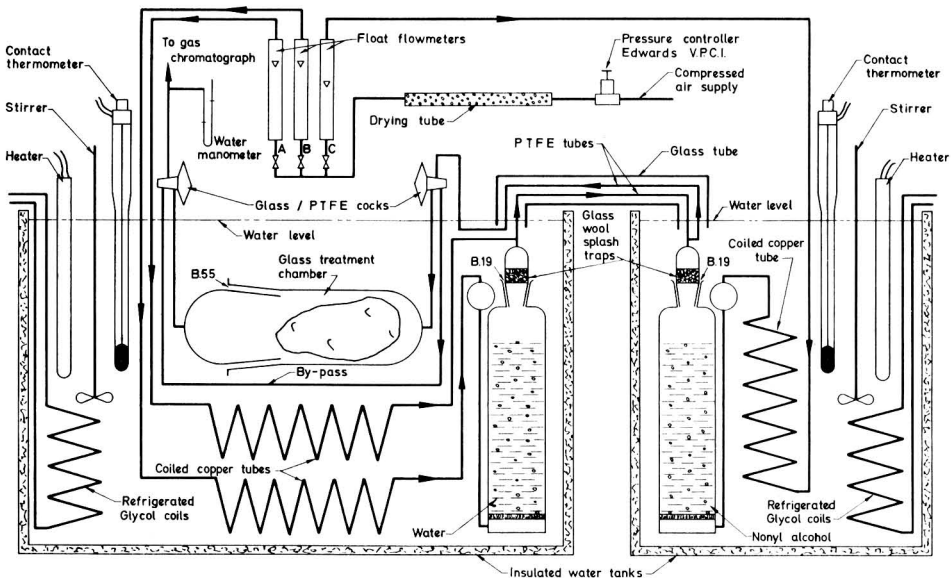 To gas
chromatograph
Float flowmeters
Pressure controller
Edwards V.P.C.I.
Compressed
air supply
Contact
thermometer
Stirrer
Heater
Water
manometer
A
B
C
Drying tube
PTFE tubes
Glass tube
Contact
thermometer
Stirrer
Heater
Glass / PTFE cocks
Water level
Water level
Glass
wool
splash
traps
B.55
Glass treatment
chamber
B.19
B.19
Coiled copper
tube
By-pass
Coiled copper tubes
Refrigerated
Glycol coils
Water
Refrigerated
Glycol coils
Nonyl alcohol
Insulated water tanks